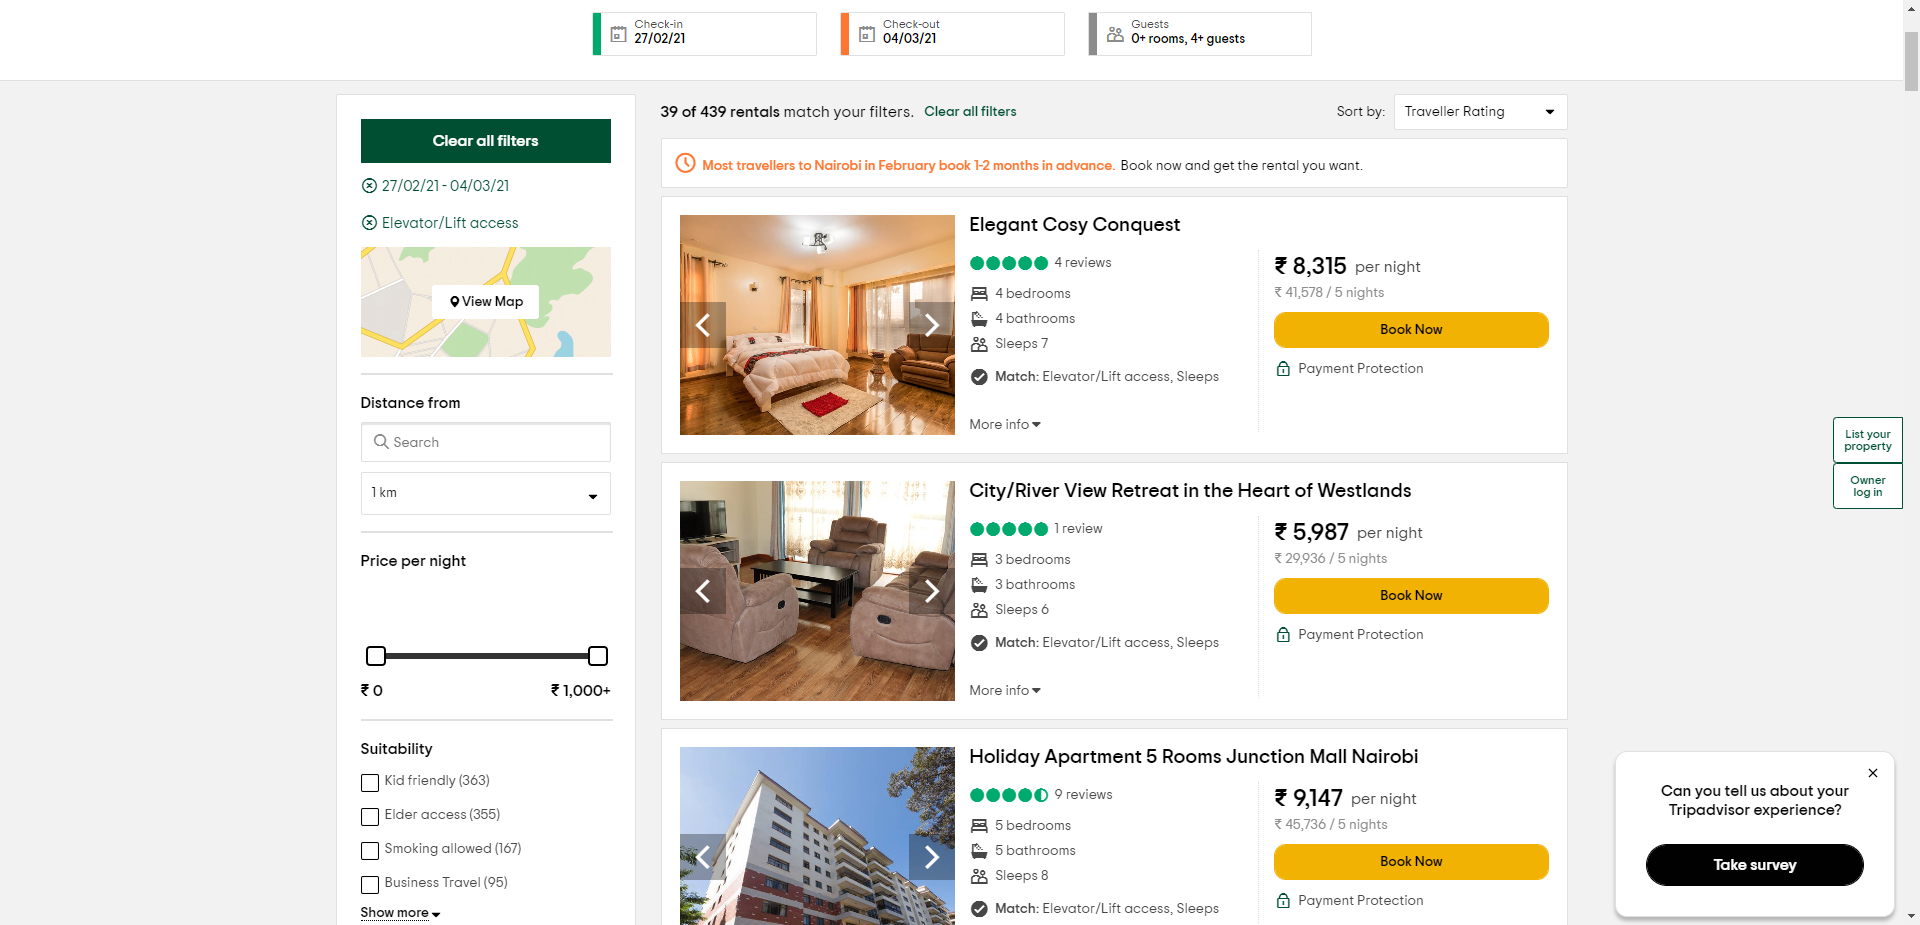 Check-in
27/02/21
Check-out
04/03/21
Guests
0+ rooms, 4+ guests
Clear all filters
27/02/21 - 04/03/21
Elevator/Lift access
View Map
Distance from
Search
1 km
Price per night
₹ 0
₹ 1,000+
Suitability
Kid friendly (363)
Elder access (355)
Smoking allowed (167)
Business Travel (95)
Show more
39 of 439 rentals match your filters. Clear all filters
Sort by: Traveller Rating
Most travellers to Nairobi in February book 1-2 months in advance. Book now and get the rental you want.
Elegant Cosy Conquest
4 reviews
4 bedrooms
4 bathrooms
Sleeps 7
Match: Elevator/Lift access, Sleeps
More info
₹ 8,315 per night
₹ 41,578 / 5 nights
Book Now
Payment Protection
City/River View Retreat in the Heart of Westlands
1 review
3 bedrooms
3 bathrooms
Sleeps 6
Match: Elevator/Lift access, Sleeps
More info
₹ 5,987 per night
₹ 29,936 / 5 nights
Book Now
Payment Protection
Holiday Apartment 5 Rooms Junction Mall Nairobi
9 reviews
5 bedrooms
5 bathrooms
Sleeps 8
Match: Elevator/Lift access, Sleeps
₹ 9,147 per night
₹ 45,736 / 5 nights
Book Now
Payment Protection
List your
property
Owner
log in
Can you tell us about your
Tripadvisor experience?
Take survey